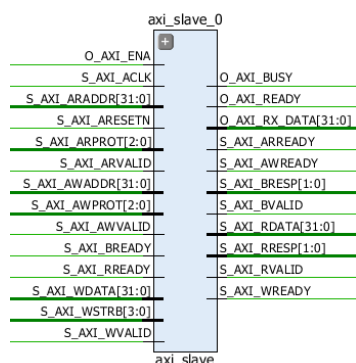 axi_slave_0
O_AXI_ENA
S_AXI_ACLK
S_AXI_ARADDR[31:0]
S_AXI_ARESETN
S_AXI_ARPROT[2:0]
S_AXI_ARVALID
S_AXI_AWADDR[31:0]
S_AXI_AWPROT[2:0]
S_AXI_AWVALID
S_AXI_BREADY
S_AXI_RREADY
S_AXI_WDATA[31:0]
S_AXI_WSTRB[3:0]
S_AXI_WVALID
O_AXI_BUSY
O_AXI_READY
O_AXI_RX_DATA[31:0]
S_AXI_ARREADY
S_AXI_AWREADY
S_AXI_BRESP[1:0]
S_AXI_BVALID
S_AXI_RDATA[31:0]
S_AXI_RRESP[1:0]
S_AXI_RVALID
S_AXI_WREADY
axi_slave